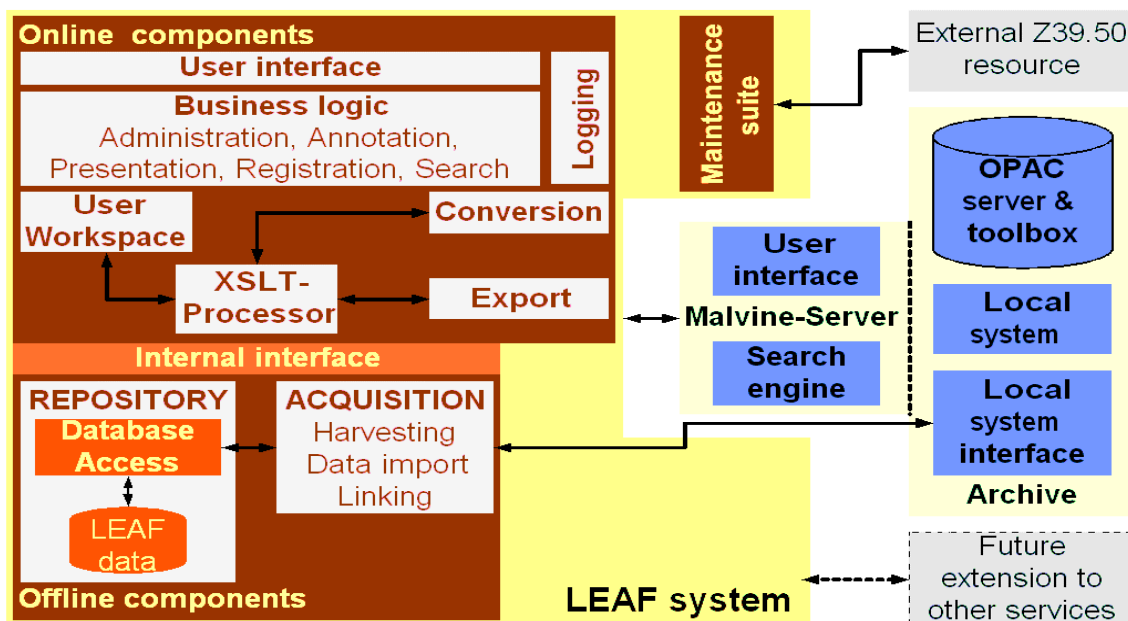 Online components
User interface
Business logic
Administration, Annotation,
Presentation, Registration, Search
Logging
User
Workspace
Conversion
XSLT-
Processor
Export
Internal interface
REPOSITORY
Database
Access
LEAF
data
ACQUISITION
Harvesting
Data import
Linking
Offline components
Maintenance
suite
User
interface
Malvine-Server
Search
engine
LEAF system
External Z39.50
resource
OPAC
server &
toolbox
Local
system
Local
system
interface
Archive
Future
extension to
other services